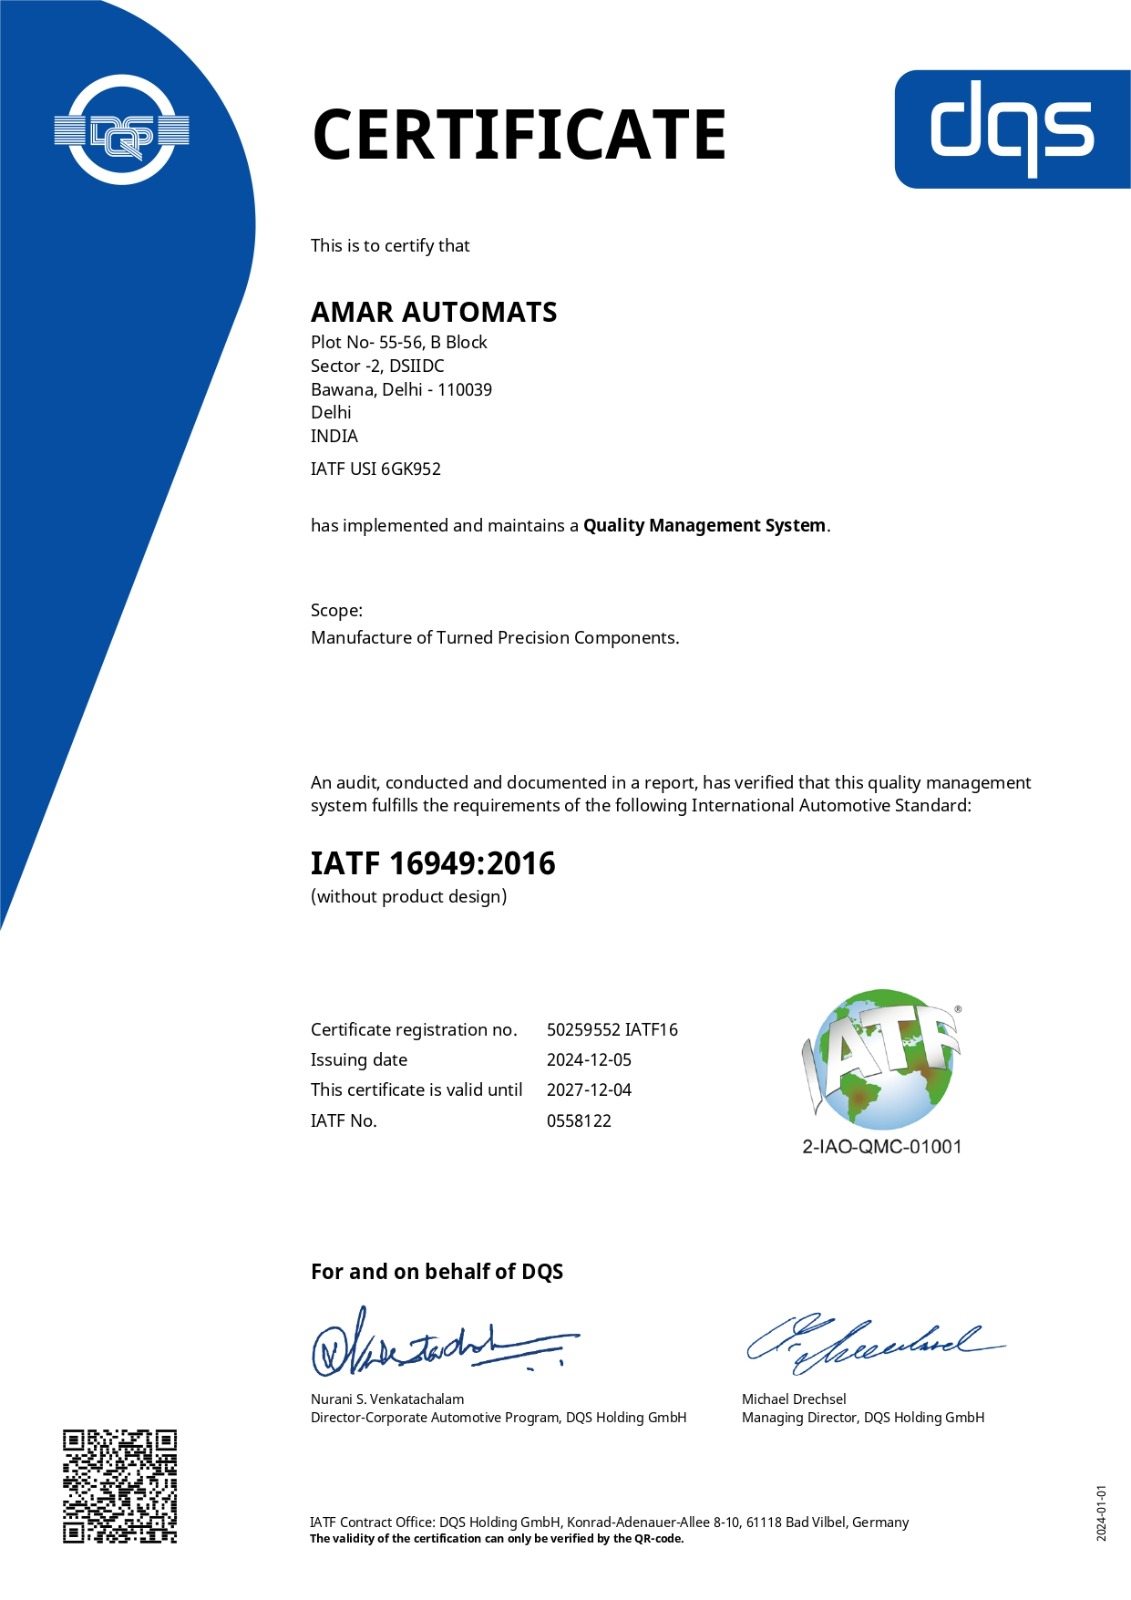 DQS
dqs
CERTIFICATE
This is to certify that
AMAR AUTOMATS
Plot No- 55-56, B Block
Sector -2, DSIIDC
Bawana, Delhi - 110039
Delhi
INDIA
IATF USI 6GK952
has implemented and maintains a Quality Management System.
Scope:
Manufacture of Turned Precision Components.
An audit, conducted and documented in a report, has verified that this quality management
system fulfills the requirements of the following International Automotive Standard:
IATF 16949:2016
(without product design)
Certificate registration no. 50259552 IATF16
Issuing date 2024-12-05
This certificate is valid until 2027-12-04
IATF No. 0558122
IATF®
2-IAO-QMC-01001
For and on behalf of DQS
Nurani S. Venkatachalam
Director-Corporate Automotive Program, DQS Holding GmbH
Michael Drechsel
Managing Director, DQS Holding GmbH
IATF Contract Office: DQS Holding GmbH, Konrad-Adenauer-Allee 8-10, 61118 Bad Vilbel, Germany
The validity of the certification can only be verified by the QR-code.
2024-01-01